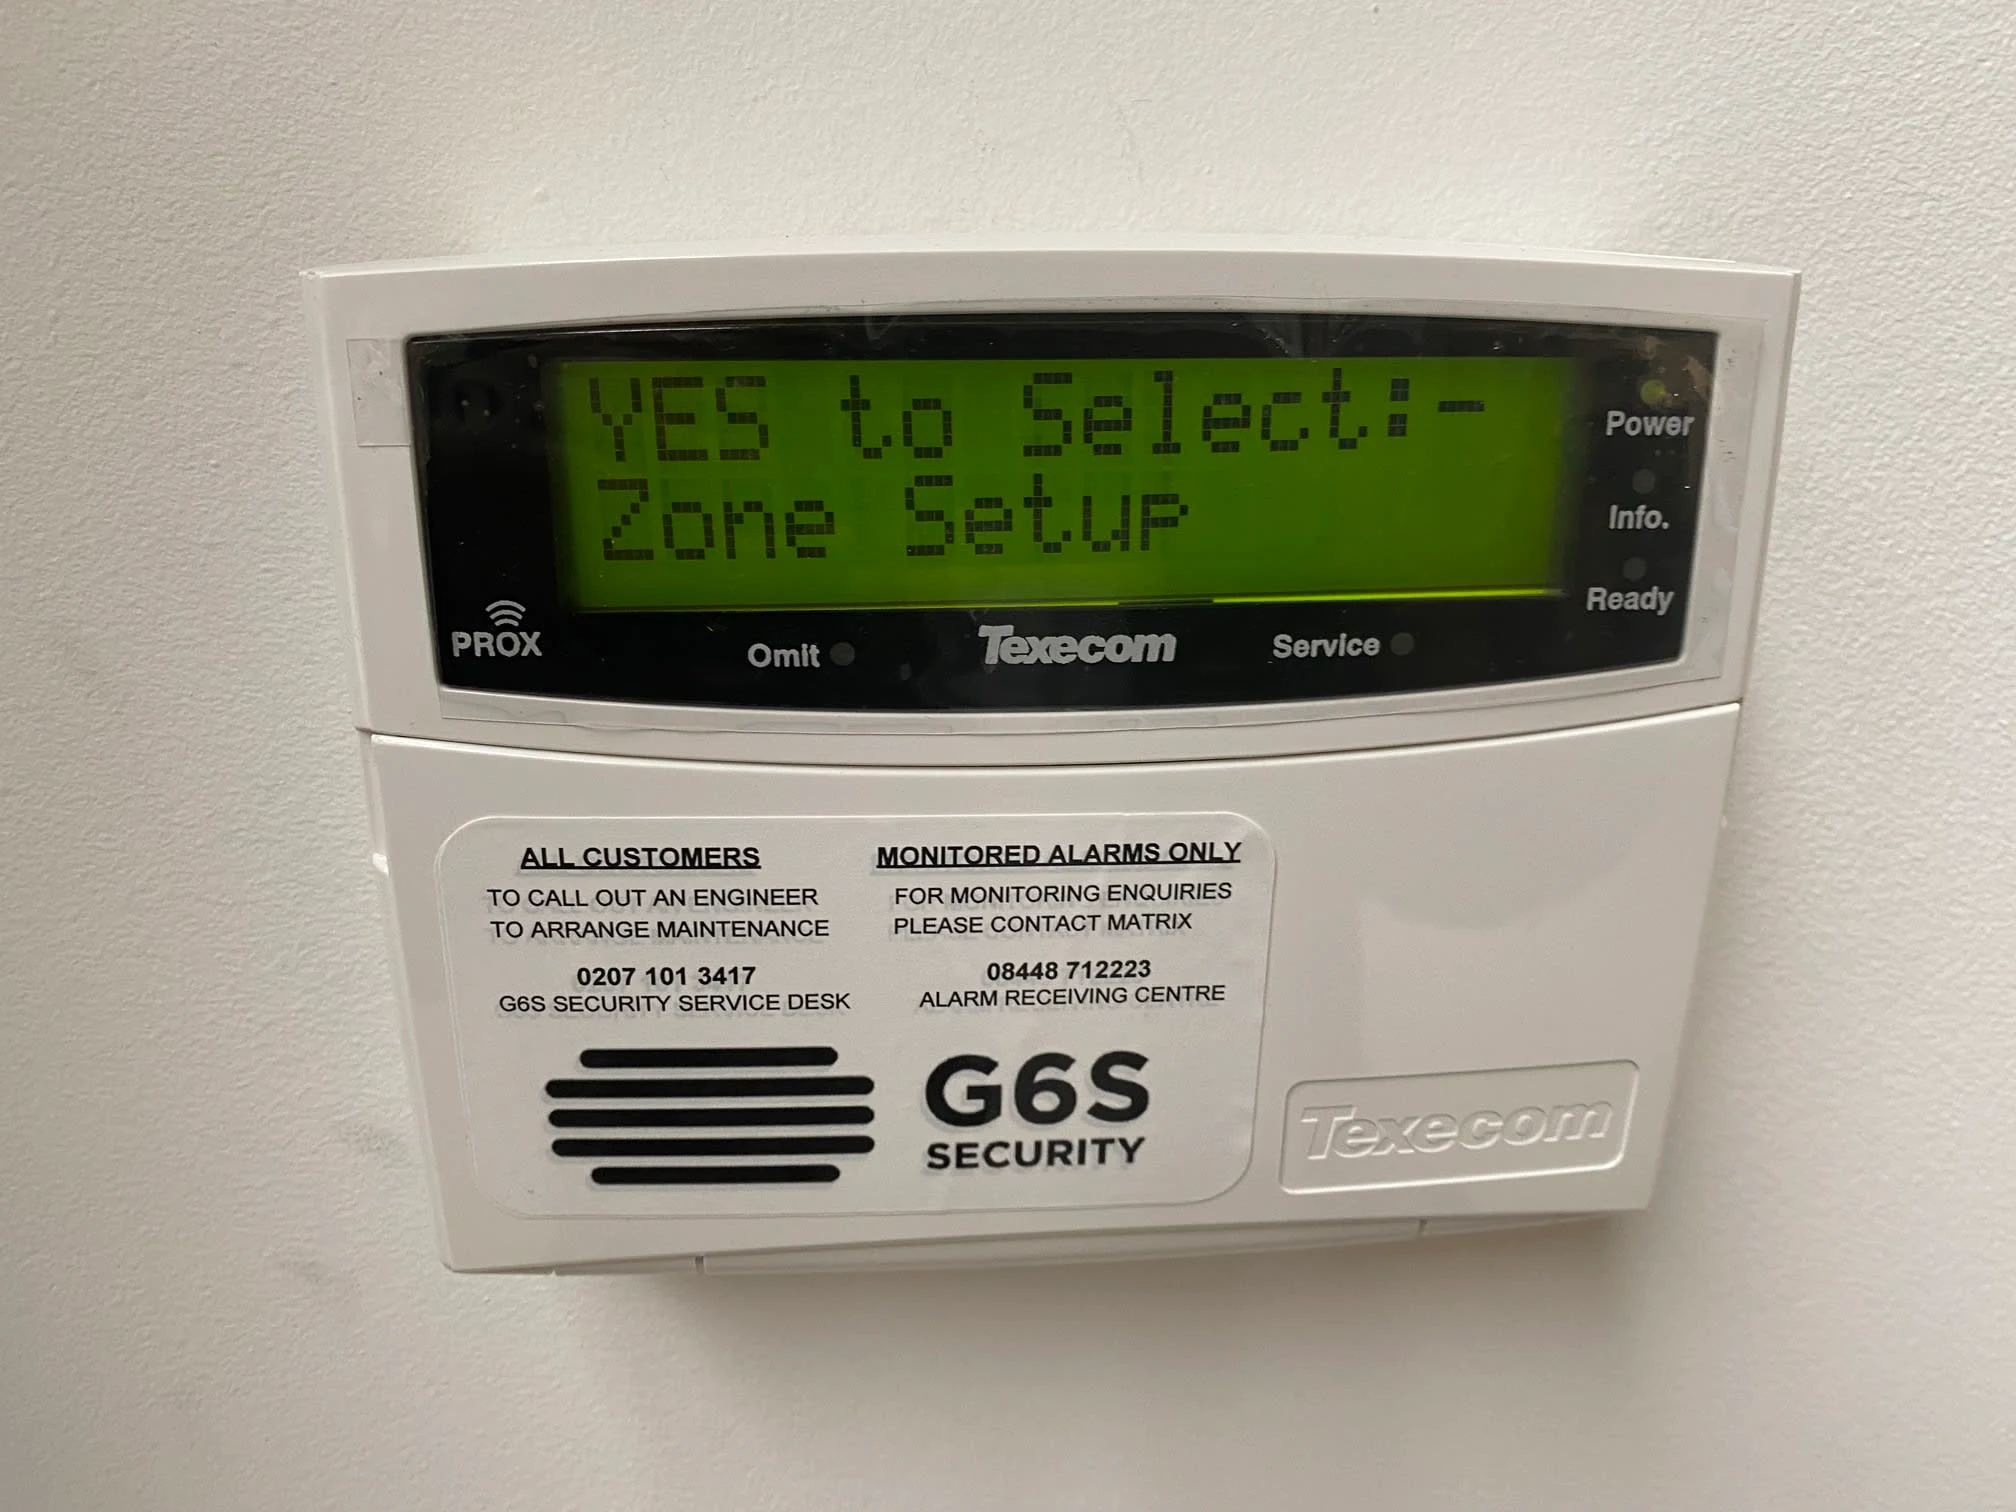 YES to Select:-
Zone Setup
Power
Info.
Ready
PROX
Omit
Texecom
Service
ALL CUSTOMERS
TO CALL OUT AN ENGINEER
TO ARRANGE MAINTENANCE
0207 101 3417
G6S SECURITY SERVICE DESK
MONITORED ALARMS ONLY
FOR MONITORING ENQUIRIES
PLEASE CONTACT MATRIX
08448 712223
ALARM RECEIVING CENTRE
G6S
SECURITY
Texecom